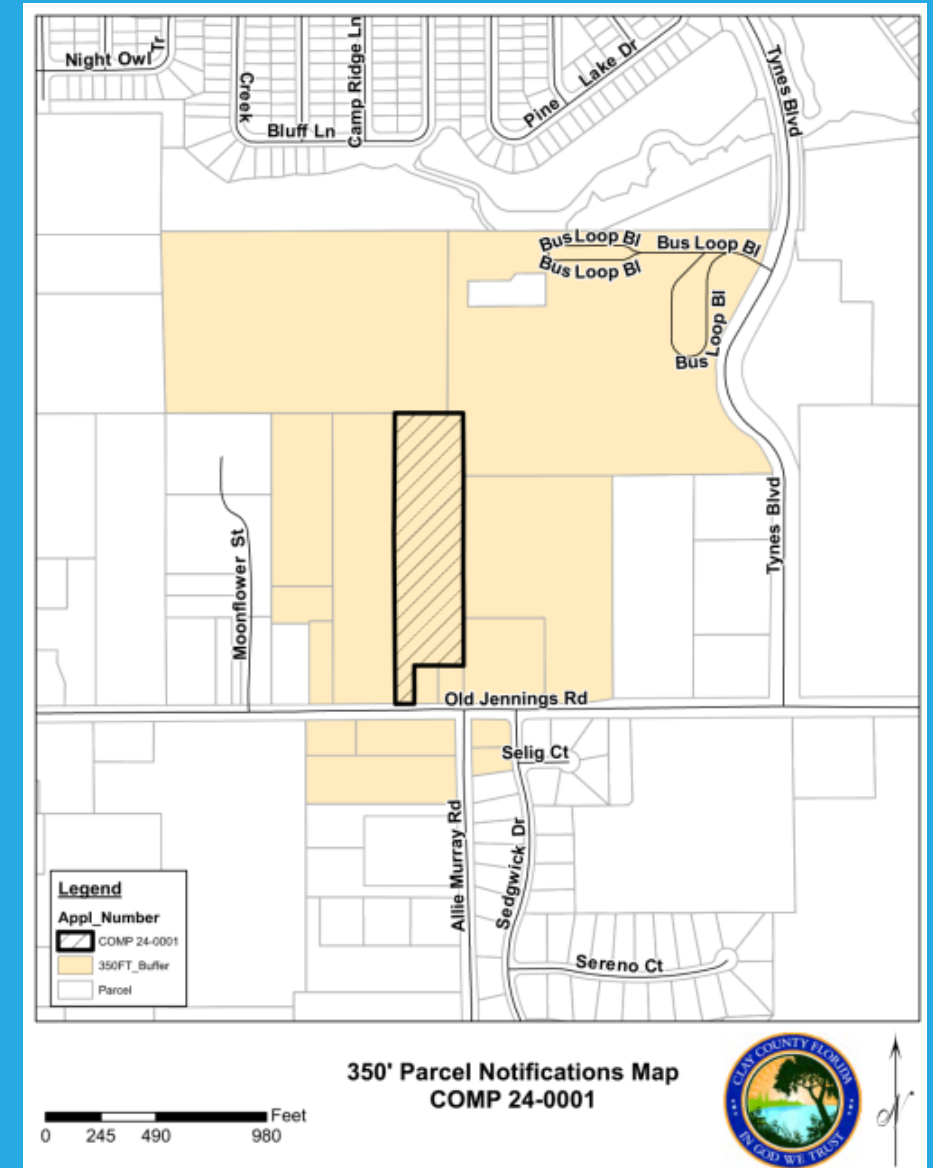 Night Owl Tr
Creek
Bluff Ln
Camp Ridge Ln
Pine Lake Dr
Tynes Blvd
Bus Loop Bl
Bus Loop Bl
Bus Loop Bl
Bus Loop Bl
Moonflower St
Tynes Blvd
Old Jennings Rd
Selig Ct
Allie Murray Rd
Sedgwick Dr
Sereno Ct
Legend
Appl_Number
COMP 24-0001
350FT_Buffer
Parcel
350' Parcel Notifications Map
COMP 24-0001
Feet
0 245 490 980
CLAY COUNTY FLORIDA
IN GOD WE TRUST
N